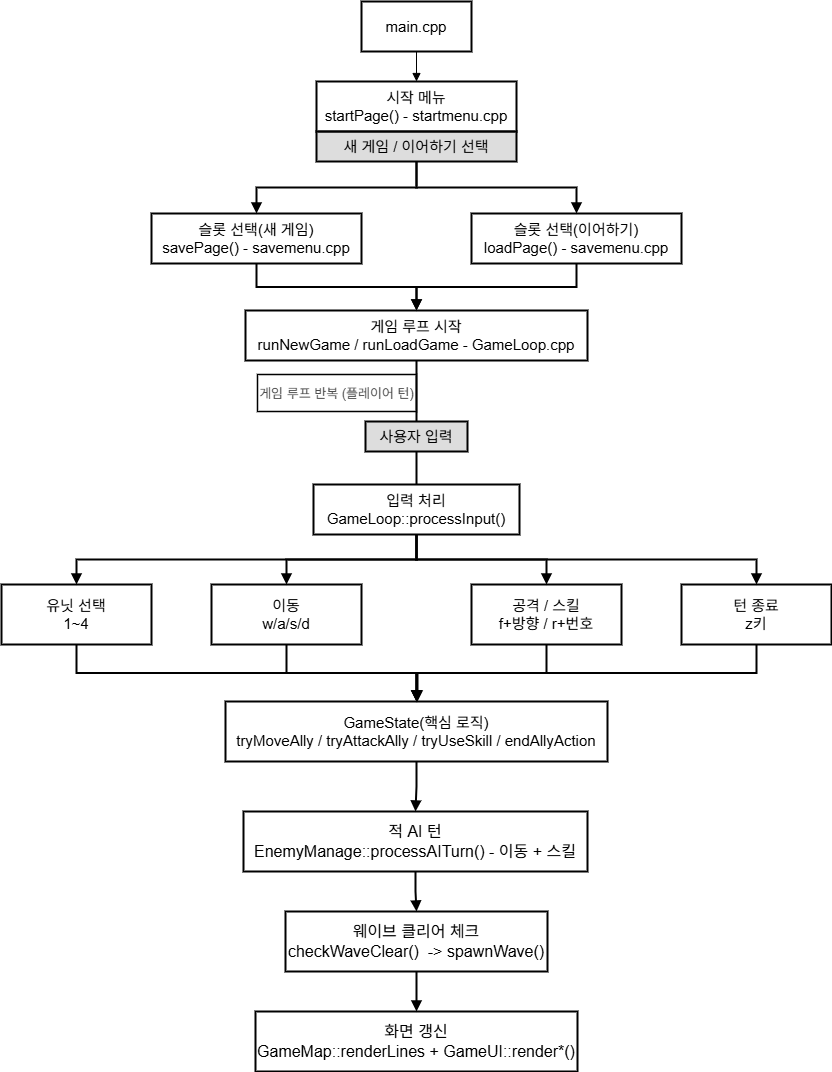 main.cpp
시작 메뉴
startPage() - startmenu.cpp
새 게임 / 이어하기 선택
슬롯 선택(새 게임)
savePage() - savemenu.cpp
슬롯 선택(이어하기)
loadPage() - savemenu.cpp
게임 루프 시작
runNewGame / runLoadGame - GameLoop.cpp
게임 루프 반복 (플레이어 턴)
사용자 입력
입력 처리
GameLoop::processInput()
유닛 선택
1~4
이동
w/a/s/d
공격 / 스킬
f+방향 / r+번호
턴 종료
z키
GameState(핵심 로직)
tryMoveAlly / tryAttackAlly / tryUseSkill / endAllyAction
적 AI 턴
EnemyManage::processAITurn() - 이동 + 스킬
웨이브 클리어 체크
checkWaveClear() -> spawnWave()
화면 갱신
GameMap::renderLines + GameUI::render*()